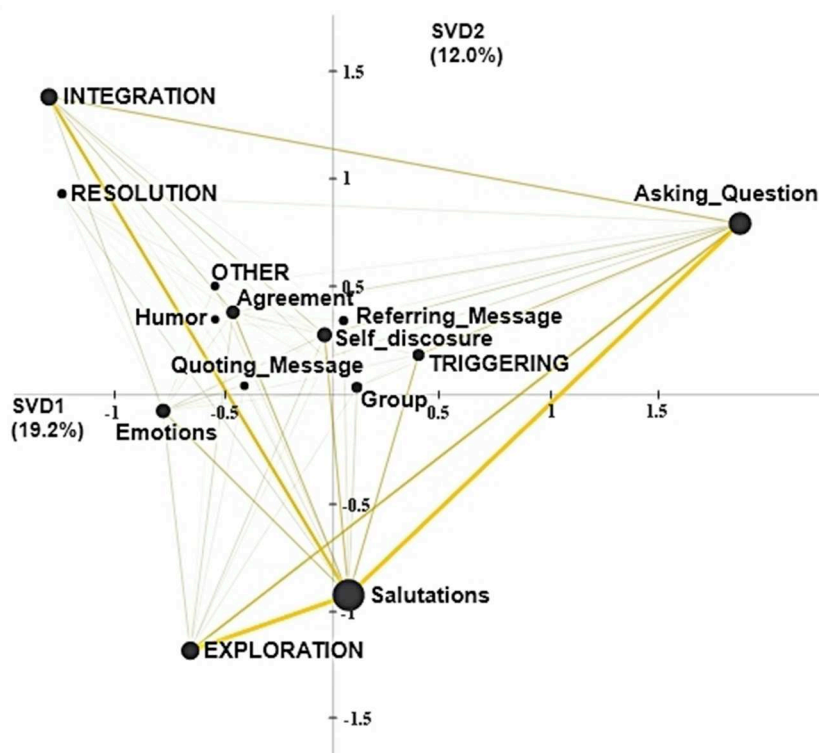 SVD2
(12.0%)
1.5
INTEGRATION
1
RESOLUTION
Asking_Question
OTHER
0.5
Agreement
Humor
Referring_Message
Self_discosure
Quoting_Message
TRIGGERING
SVD1
(19.2%)
-1
-0.5
0.5
1
1.5
Group
Emotions
-0.5
Salutations
-1
EXPLORATION
-1.5